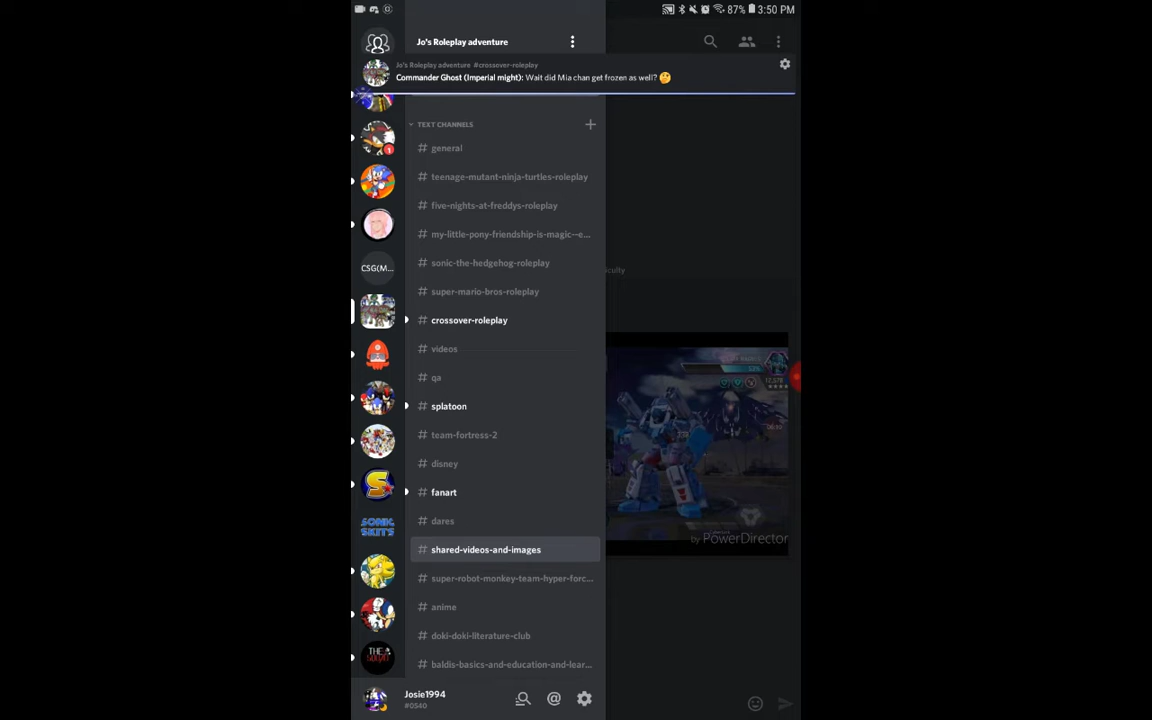 87% 3:50 PM
Jo's Roleplay adventure
Jo's Roleplay adventure #crossover-roleplay
Commander Ghost (Imperial might): Wait did Mia chan get frozen as well? 🤔
TEXT CHANNELS
# general
# teenage-mutant-ninja-turtles-roleplay
# five-nights-at-freddys-roleplay
# my-little-pony-friendship-is-magic--e...
# sonic-the-hedgehog-roleplay
# super-mario-bros-roleplay
# crossover-roleplay
# videos
# qa
# splatoon
# team-fortress-2
# disney
# fanart
# dares
# shared-videos-and-images
# super-robot-monkey-team-hyper-forc...
# anime
# doki-doki-literature-club
# baldis-basics-and-education-and-lear...
1
CSG(M...
S
SONIC
SKITS
THE
Josie1994
#0540
by PowerDirector